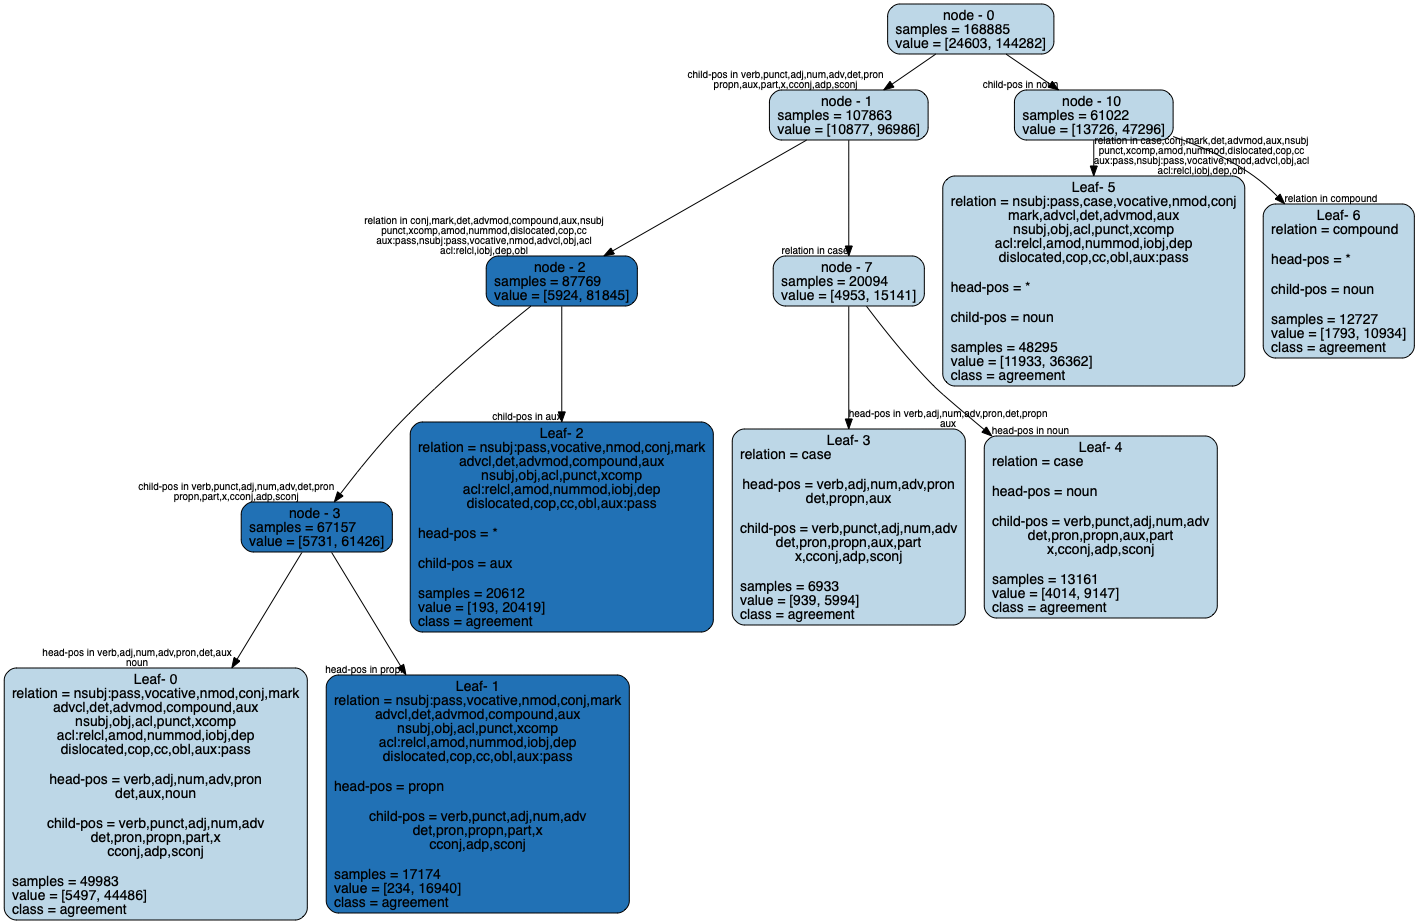 node - 0
samples = 168885
value = [24603, 144282]
child-pos in verb,punct,adj,num,adv,det,pron
propn,aux,part,x,cconj,adp,sconj
child-pos in noun
node - 1
samples = 107863
value = [10877, 96986]
node - 10
samples = 61022
value = [13726, 47296]
relation in case,conj,mark,det,advmod,aux,nsubj
punct,xcomp,amod,nummod,dislocated,cop,cc
aux:pass,nsubj:pass,vocative,nmod,advcl,obj,acl
acl:relcl,iobj,dep,obl
relation in compound
Leaf- 5
relation = nsubj:pass,case,vocative,nmod,conj
mark,advcl,det,advmod,aux
nsubj,obj,acl,punct,xcomp
acl:relcl,amod,nummod,iobj,dep
dislocated,cop,cc,obl,aux:pass
head-pos = *
child-pos = noun
samples = 48295
value = [11933, 36362]
class = agreement
Leaf- 6
relation = compound
head-pos = *
child-pos = noun
samples = 12727
value = [1793, 10934]
class = agreement
relation in conj,mark,det,advmod,compound,aux,nsubj
punct,xcomp,amod,nummod,dislocated,cop,cc
aux:pass,nsubj:pass,vocative,nmod,advcl,obj,acl
acl:relcl,iobj,dep,obl
relation in case
node - 2
samples = 87769
value = [5924, 81845]
node - 7
samples = 20094
value = [4953, 15141]
child-pos in aux
head-pos in verb,adj,num,adv,pron,det,propn
aux
head-pos in noun
Leaf- 2
relation = nsubj:pass,vocative,nmod,conj,mark
advcl,det,advmod,compound,aux
nsubj,obj,acl,punct,xcomp
acl:relcl,amod,nummod,iobj,dep
dislocated,cop,cc,obl,aux:pass
head-pos = *
child-pos = aux
samples = 20612
value = [193, 20419]
class = agreement
Leaf- 3
relation = case
head-pos = verb,adj,num,adv,pron
det,propn,aux
child-pos = verb,punct,adj,num,adv
det,pron,propn,aux,part
x,cconj,adp,sconj
samples = 6933
value = [939, 5994]
class = agreement
Leaf- 4
relation = case
head-pos = noun
child-pos = verb,punct,adj,num,adv
det,pron,propn,aux,part
x,cconj,adp,sconj
samples = 13161
value = [4014, 9147]
class = agreement
child-pos in verb,punct,adj,num,adv,det,pron
propn,part,x,cconj,adp,sconj
node - 3
samples = 67157
value = [5731, 61426]
head-pos in verb,adj,num,adv,pron,det,aux
noun
head-pos in propn
Leaf- 0
relation = nsubj:pass,vocative,nmod,conj,mark
advcl,det,advmod,compound,aux
nsubj,obj,acl,punct,xcomp
acl:relcl,amod,nummod,iobj,dep
dislocated,cop,cc,obl,aux:pass
head-pos = verb,adj,num,adv,pron
det,aux,noun
child-pos = verb,punct,adj,num,adv
det,pron,propn,part,x
cconj,adp,sconj
samples = 49983
value = [5497, 44486]
class = agreement
Leaf- 1
relation = nsubj:pass,vocative,nmod,conj,mark
advcl,det,advmod,compound,aux
nsubj,obj,acl,punct,xcomp
acl:relcl,amod,nummod,iobj,dep
dislocated,cop,cc,obl,aux:pass
head-pos = propn
child-pos = verb,punct,adj,num,adv
det,pron,propn,part,x
cconj,adp,sconj
samples = 17174
value = [234, 16940]
class = agreement